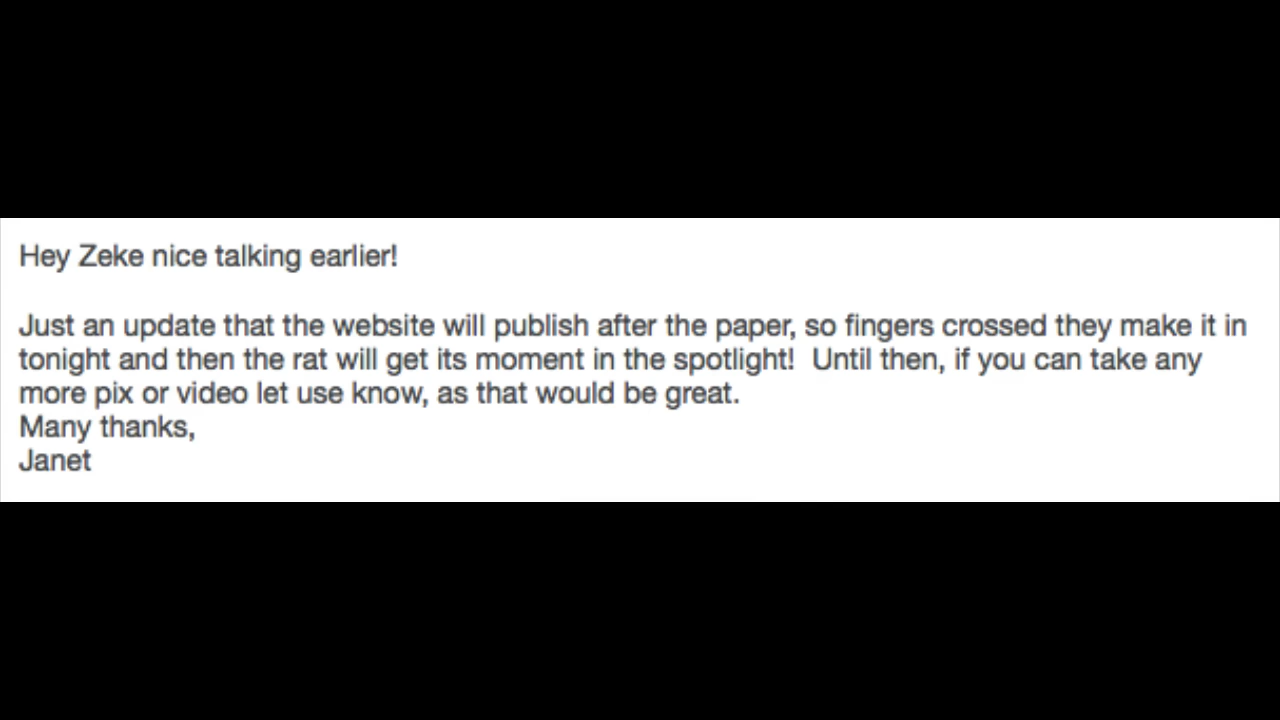 Hey Zeke nice talking earlier!
Just an update that the website will publish after the paper, so fingers crossed they make it in
tonight and then the rat will get its moment in the spotlight!  Until then, if you can take any
more pix or video let use know, as that would be great.
Many thanks,
Janet